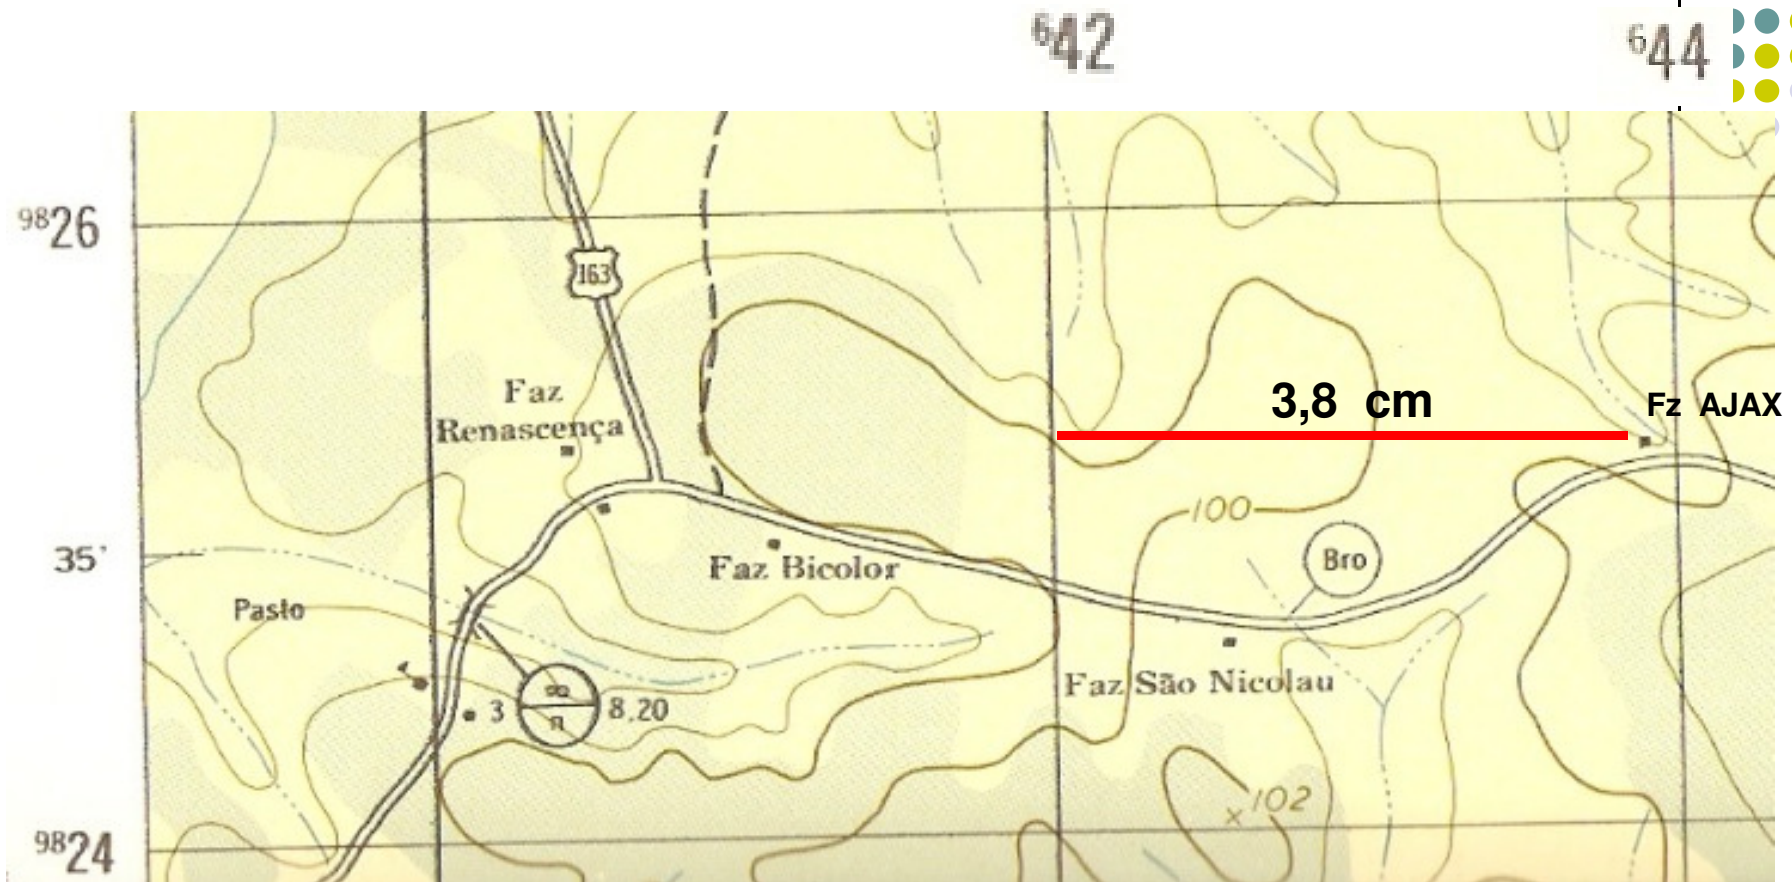 642
644
9826
163
3,8 cm
Fz AJAX
Faz
Renascença
100
35'
Faz Bicolor
Bro
Pasto
Faz São Nicolau
3
8,20
102
9824